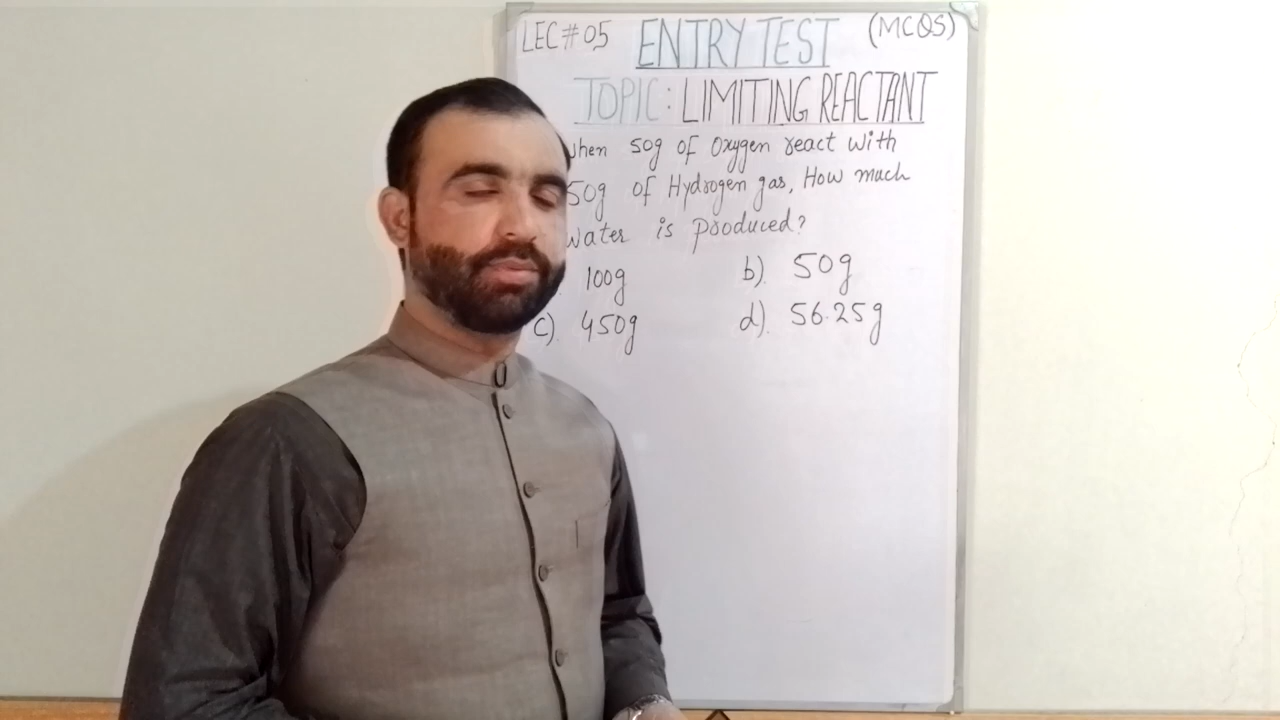 LEC#05 ENTRY TEST (MCQS)
TOPIC: LIMITING REACTANT
when 50g of Oxygen react with
50g of Hydrogen gas, How much
water is produced?
100g b). 50g
c). 450g d). 56.25g